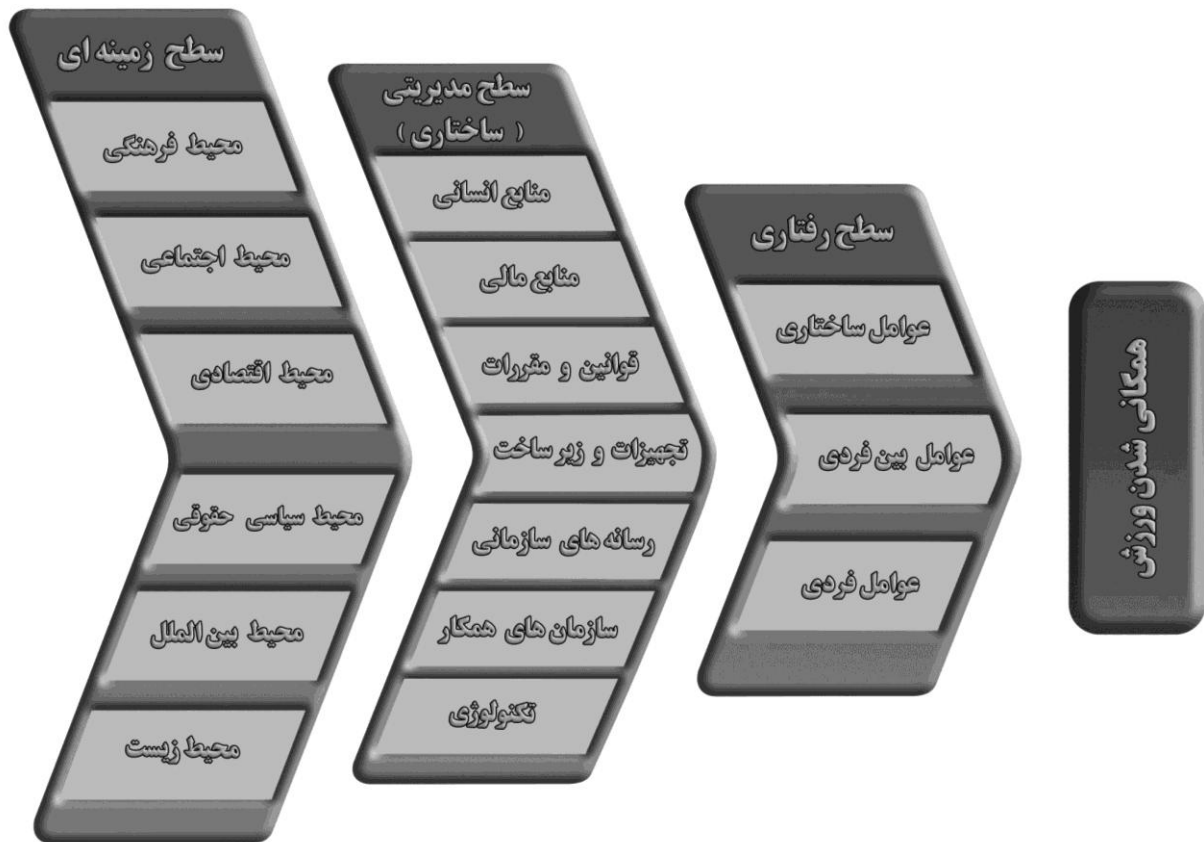 سطح زمینه ای
محیط فرهنگی
محیط اجتماعی
محیط اقتصادی
محیط سیاسی حقوقی
محیط بین الملل
محیط زیست
سطح مدیریتی
( ساختاری )
منابع انسانی
منابع مالی
قوانین و مقررات
تجهیزات و زیر ساخت
رسانه های سازمانی
سازمان های همکار
تکنولوژی
سطح رفتاری
عوامل ساختاری
عوامل بین فردی
عوامل فردی
همگانی شدن ورزش